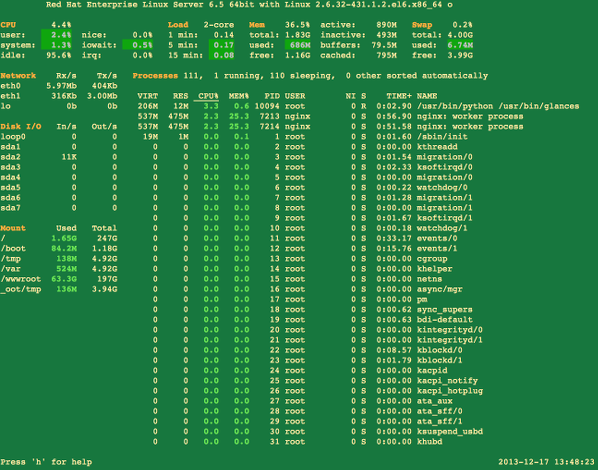 Red Hat Enterprise Linux Server 6.5 64bit with Linux 2.6.32-431.1.2.el6.x86_64 o
CPU 4.4% Load 2-core Mem 36.5% active: 890M Swap 0.2%
user: 2.4% nice: 0.0% 1 min: 0.14 total: 1.83G inactive: 493M total: 4.00G
system: 1.3% iowait: 0.5% 5 min: 0.17 used: 686M buffers: 79.5M used: 6.74M
idle: 95.6% irq: 0.0% 15 min: 0.08 free: 1.16G cached: 795M free: 3.99G
Network Rx/s Tx/s Processes 111, 1 running, 110 sleeping, 0 other sorted automatically
eth0 5.97Mb 404Kb
eth1 316Kb 3.00Mb VIRT RES CPU% MEM% PID USER NI S TIME+ NAME
lo 0b 0b 206M 12M 3.3 0.6 10094 root 0 R 0:02.90 /usr/bin/python /usr/bin/glances
537M 475M 2.3 25.3 7213 nginx 0 S 0:56.90 nginx: worker process
Disk I/O In/s Out/s 537M 475M 2.3 25.3 7214 nginx 0 S 0:51.58 nginx: worker process
loop0 0 0 19M 1M 0.0 0.1 1 root 0 S 0:01.60 /sbin/init
sda1 0 0 0 0 0.0 0.0 2 root 0 S 0:00.00 kthreadd
sda2 11K 0 0 0 0.0 0.0 3 root 0 S 0:01.54 migration/0
sda3 0 0 0 0 0.0 0.0 4 root 0 S 0:02.33 ksoftirqd/0
sda4 0 0 0 0 0.0 0.0 5 root 0 S 0:00.00 migration/0
sda5 0 0 0 0 0.0 0.0 6 root 0 S 0:00.22 watchdog/0
sda6 0 0 0 0 0.0 0.0 7 root 0 S 0:01.28 migration/1
sda7 0 0 0 0 0.0 0.0 8 root 0 S 0:00.00 migration/1
0 0 0.0 0.0 9 root 0 S 0:01.67 ksoftirqd/1
Mount Used Total 0 0 0.0 0.0 10 root 0 S 0:00.18 watchdog/1
/ 1.65G 247G 0 0 0.0 0.0 11 root 0 S 0:33.17 events/0
/boot 84.2M 1.18G 0 0 0.0 0.0 12 root 0 S 0:15.76 events/1
/tmp 138M 4.92G 0 0 0.0 0.0 13 root 0 S 0:00.00 cgroup
/var 524M 4.92G 0 0 0.0 0.0 14 root 0 S 0:00.00 khelper
/wwwroot 63.3G 197G 0 0 0.0 0.0 15 root 0 S 0:00.00 netns
_oot/tmp 136M 3.94G 0 0 0.0 0.0 16 root 0 S 0:00.00 async/mgr
0 0 0.0 0.0 17 root 0 S 0:00.00 pm
0 0 0.0 0.0 18 root 0 S 0:00.62 sync_supers
0 0 0.0 0.0 19 root 0 S 0:00.63 bdi-default
0 0 0.0 0.0 20 root 0 S 0:00.00 kintegrityd/0
0 0 0.0 0.0 21 root 0 S 0:00.00 kintegrityd/1
0 0 0.0 0.0 22 root 0 S 0:08.57 kblockd/0
0 0 0.0 0.0 23 root 0 S 0:01.79 kblockd/1
0 0 0.0 0.0 24 root 0 S 0:00.00 kacpid
0 0 0.0 0.0 25 root 0 S 0:00.00 kacpi_notify
0 0 0.0 0.0 26 root 0 S 0:00.00 kacpi_hotplug
0 0 0.0 0.0 27 root 0 S 0:00.00 ata_aux
0 0 0.0 0.0 28 root 0 S 0:00.00 ata_sff/0
0 0 0.0 0.0 29 root 0 S 0:00.00 ata_sff/1
0 0 0.0 0.0 30 root 0 S 0:00.00 ksuspend_usbd
0 0 0.0 0.0 31 root 0 S 0:00.00 khubd
Press 'h' for help 2013-12-17 13:48:23